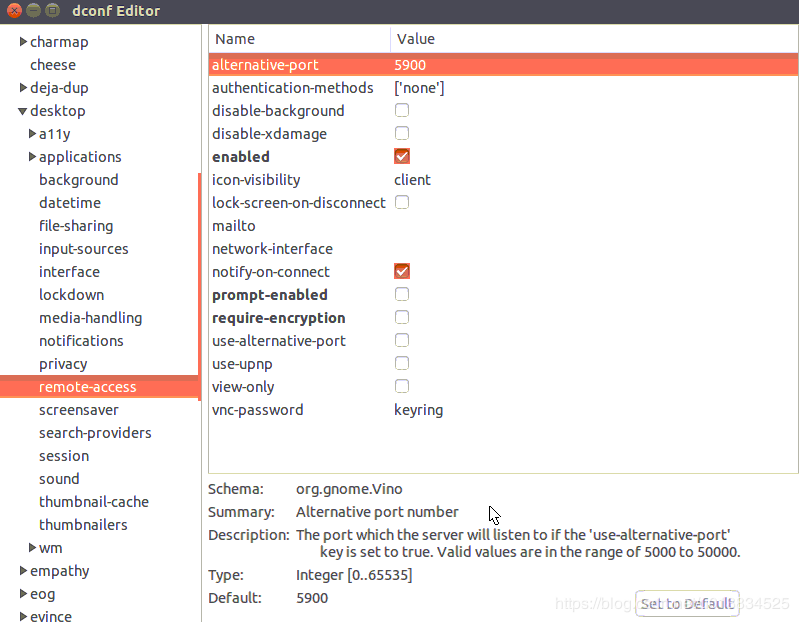 dconf Editor
charmap
cheese
deja-dup
desktop
a11y
applications
background
datetime
file-sharing
input-sources
interface
lockdown
media-handling
notifications
privacy
remote-access
screensaver
search-providers
session
sound
thumbnail-cache
thumbnailers
wm
empathy
eog
evince
Name Value
alternative-port 5900
authentication-methods ['none']
disable-background
disable-xdamage
enabled
icon-visibility client
lock-screen-on-disconnect
mailto
network-interface
notify-on-connect
prompt-enabled
require-encryption
use-alternative-port
use-upnp
view-only
vnc-password keyring
Schema: org.gnome.Vino
Summary: Alternative port number
Description: The port which the server will listen to if the 'use-alternative-port'
key is set to true. Valid values are in the range of 5000 to 50000.
Type: Integer [0..65535]
Default: 5900
Set to Default